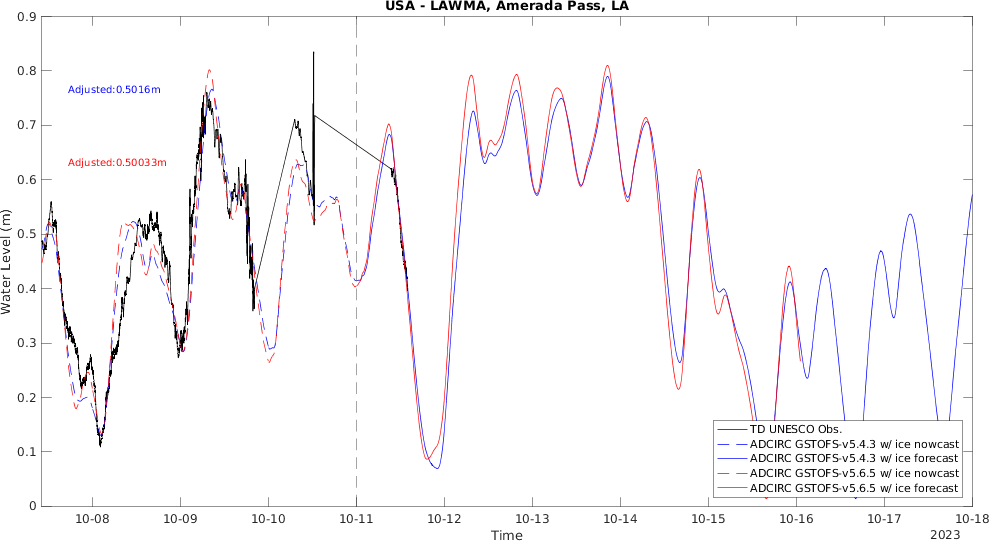 USA - LAWMA, Amerada Pass, LA
0.9
0.8
0.7
0.6
0.5
0.4
0.3
0.2
0.1
0
Water Level (m)
Adjusted:0.5016m
Adjusted:0.50033m
TD UNESCO Obs.
ADCIRC GSTOFS-v5.4.3 w/ ice nowcast
ADCIRC GSTOFS-v5.4.3 w/ ice forecast
ADCIRC GSTOFS-v5.6.5 w/ ice nowcast
ADCIRC GSTOFS-v5.6.5 w/ ice forecast
10-08 10-09 10-10 10-11 10-12 10-13 10-14 10-15 10-16 10-17 10-18
Time
2023